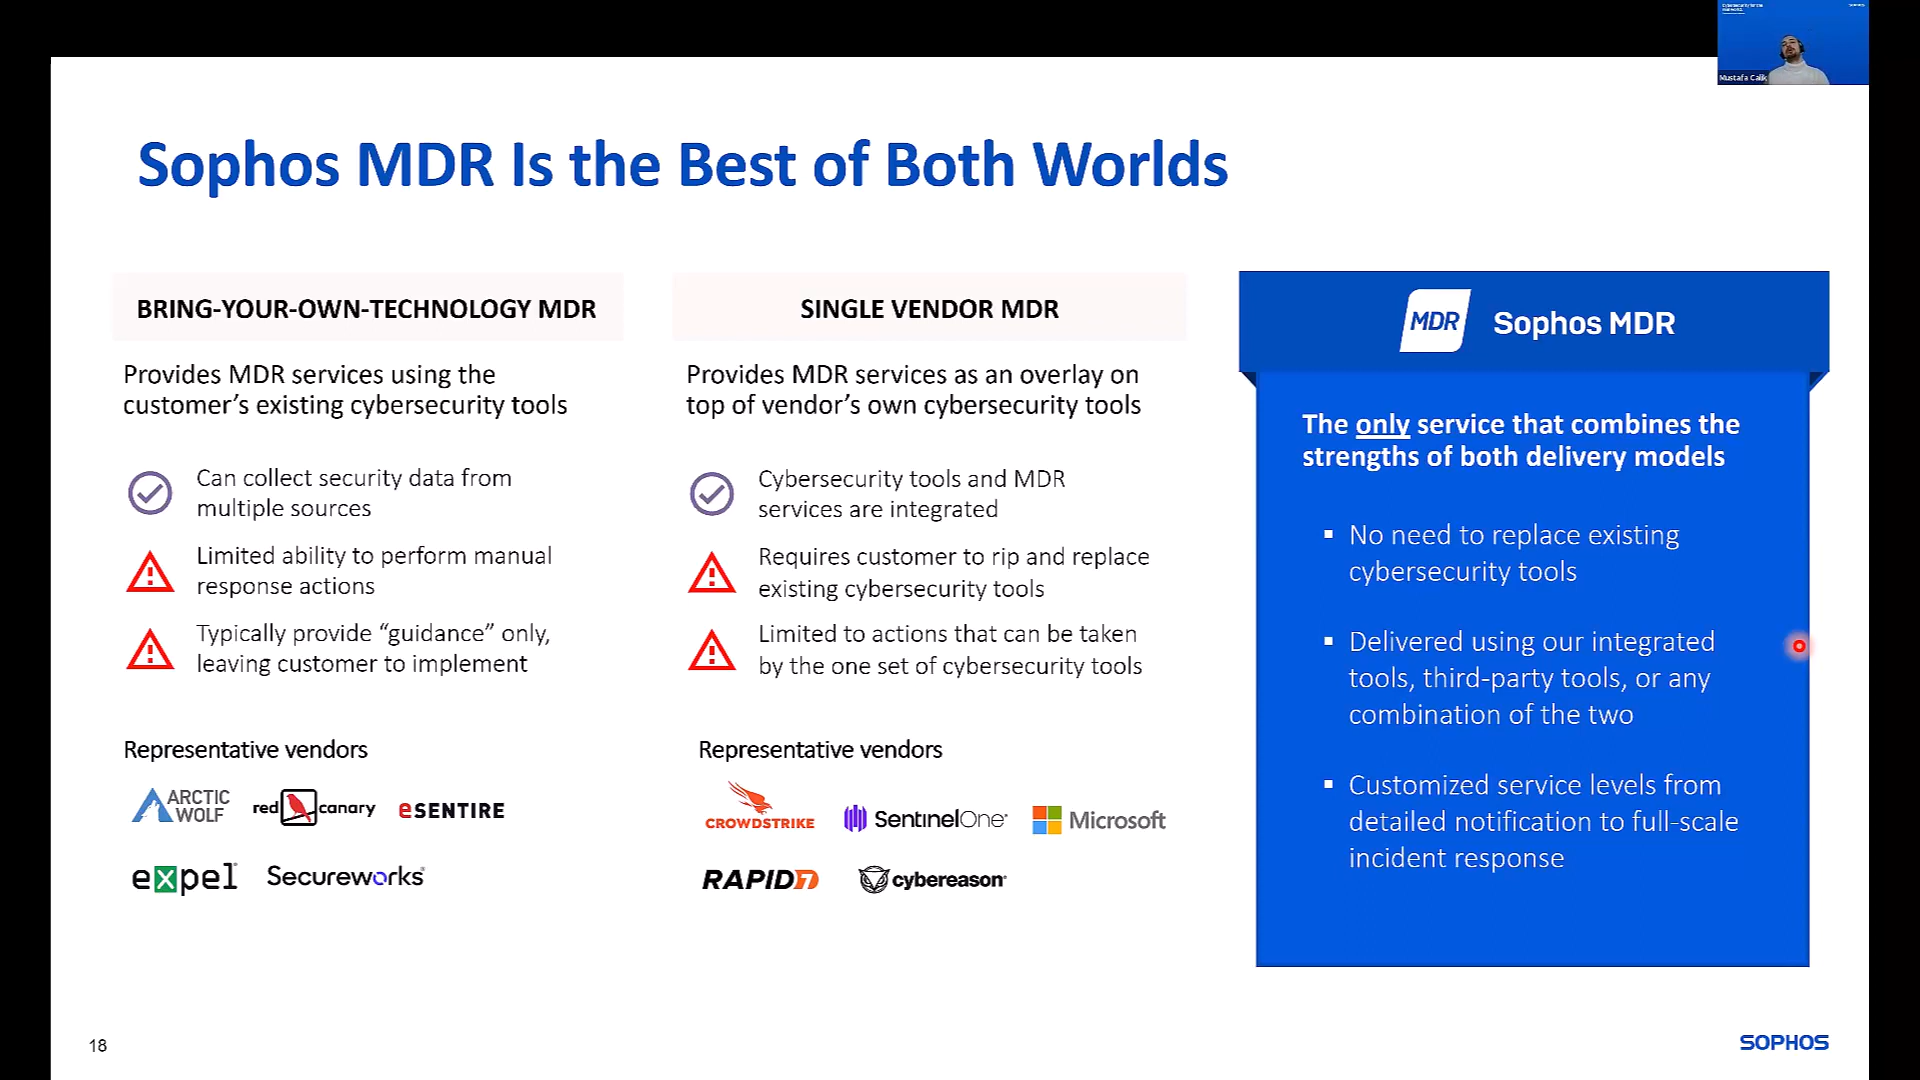 Mustafa Calik
Sophos MDR Is the Best of Both Worlds
BRING-YOUR-OWN-TECHNOLOGY MDR
Provides MDR services using the
customer's existing cybersecurity tools
Can collect security data from
multiple sources
Limited ability to perform manual
response actions
Typically provide “guidance” only,
leaving customer to implement
Representative vendors
ARCTIC
WOLF
red canary
eSENTIRE
expel
Secureworks
SINGLE VENDOR MDR
Provides MDR services as an overlay on
top of vendor's own cybersecurity tools
Cybersecurity tools and MDR
services are integrated
Requires customer to rip and replace
existing cybersecurity tools
Limited to actions that can be taken
by the one set of cybersecurity tools
Representative vendors
CROWDSTRIKE
SentinelOne
Microsoft
RAPID7
cybereason
MDR Sophos MDR
The only service that combines the
strengths of both delivery models
▪ No need to replace existing
cybersecurity tools
▪ Delivered using our integrated
tools, third-party tools, or any
combination of the two
▪ Customized service levels from
detailed notification to full-scale
incident response
18
SOPHOS